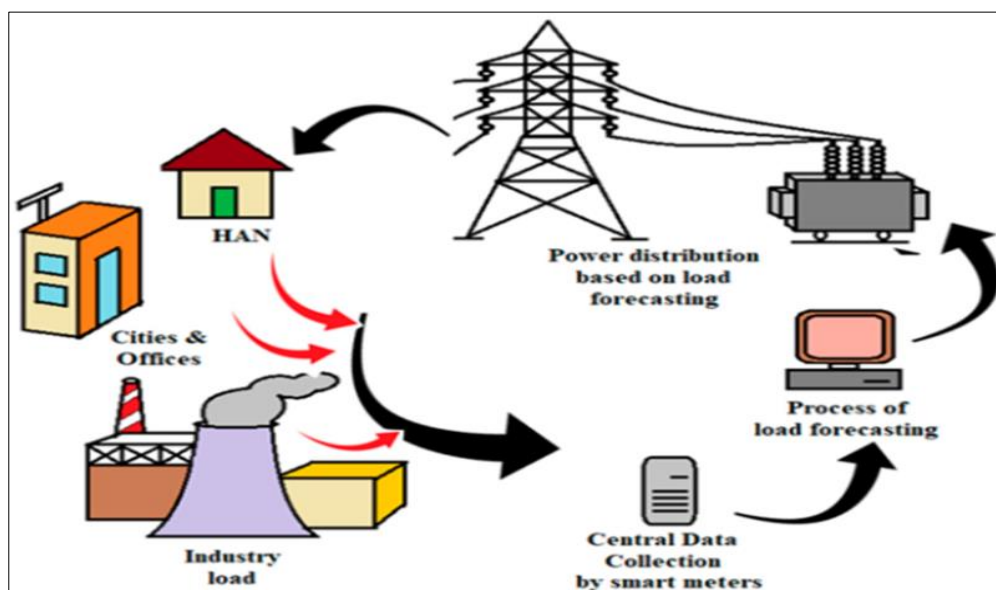 HAN
Power distribution
based on load
forecasting
Cities &
Offices
Process of
load forecasting
Industry
load
Central Data
Collection
by smart meters